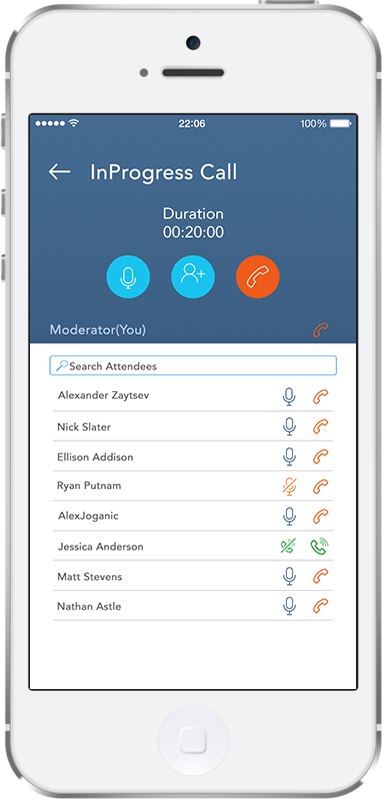 22:06
100%
InProgress Call
Duration
00:20:00
Moderator(You)
Search Attendees
Alexander Zaytsev
Nick Slater
Ellison Addison
Ryan Putnam
AlexJoganic
Jessica Anderson
Matt Stevens
Nathan Astle